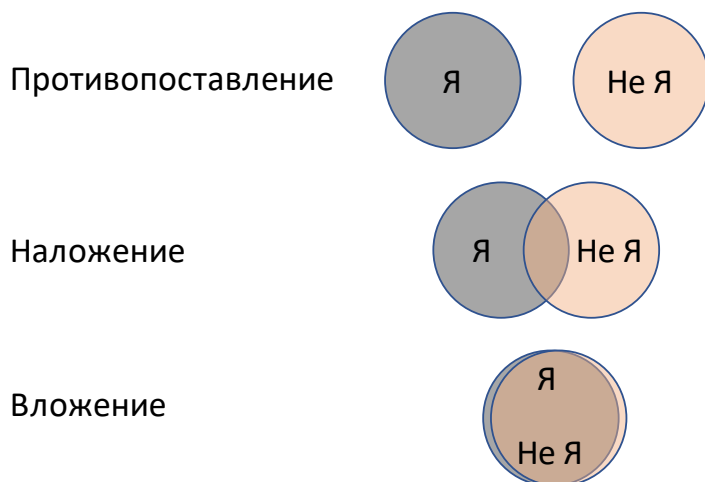 Противопоставление
Я
Не Я
Наложение
Я
Не Я
Вложение
Я
Не Я